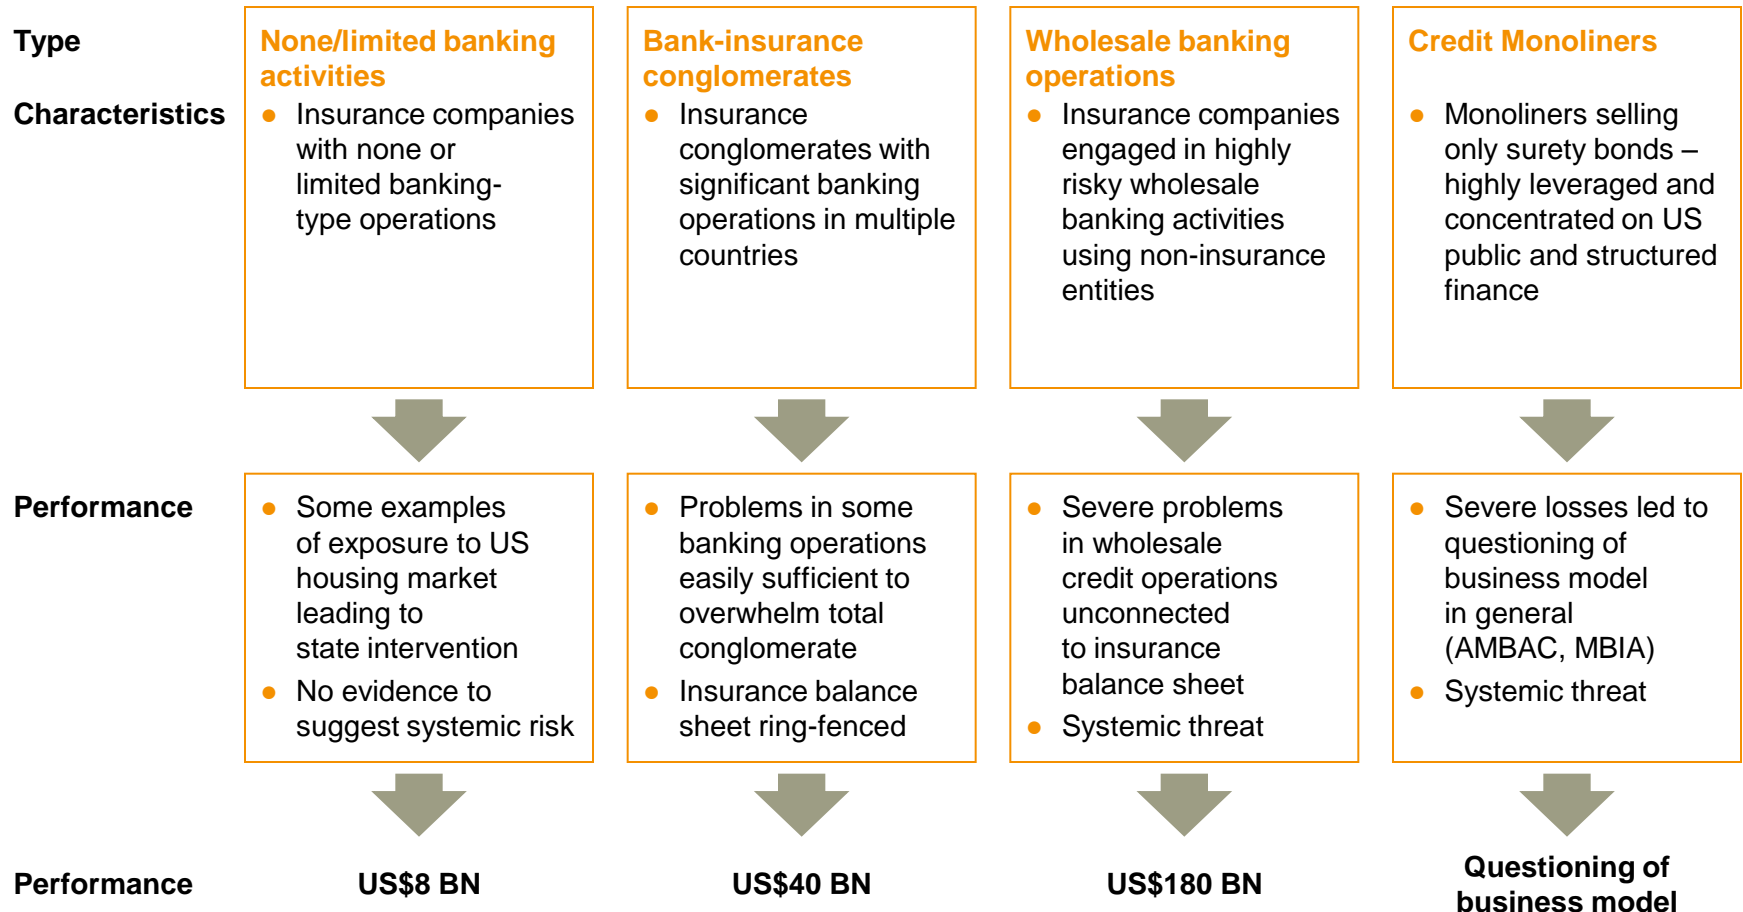 Type
None/limited banking
activities
Bank-insurance
conglomerates
Wholesale banking
operations
Credit Monoliners
Characteristics
● Insurance companies
with none or
limited banking-
type operations
● Insurance
conglomerates with
significant banking
operations in multiple
countries
● Insurance companies
engaged in highly
risky wholesale
banking activities
using non-insurance
entities
● Monoliners selling
only surety bonds –
highly leveraged and
concentrated on US
public and structured
finance
Performance
● Some examples
of exposure to US
housing market
leading to
state intervention
● No evidence to
suggest systemic risk
● Problems in some
banking operations
easily sufficient to
overwhelm total
conglomerate
● Insurance balance
sheet ring-fenced
● Severe problems
in wholesale
credit operations
unconnected
to insurance
balance sheet
● Systemic threat
● Severe losses led to
questioning of
business model
in general
(AMBAC, MBIA)
● Systemic threat
Performance
US$8 BN
US$40 BN
US$180 BN
Questioning of
business model